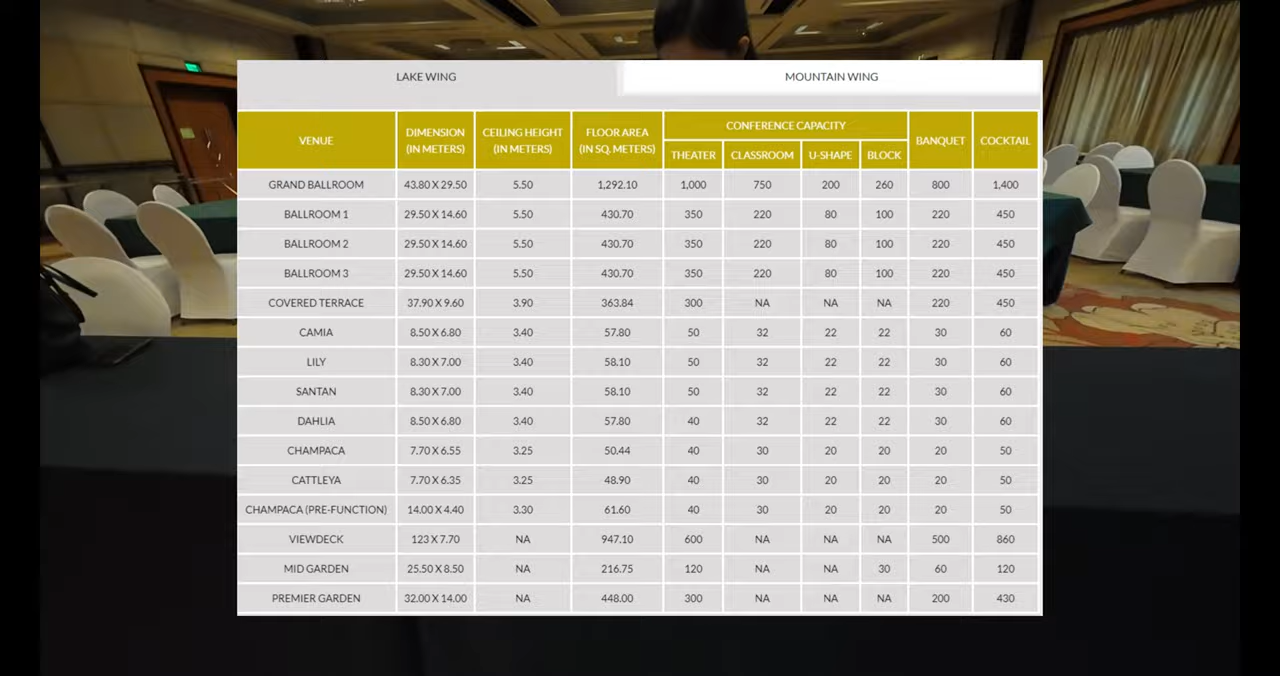 LAKE WING MOUNTAIN WING
VENUE DIMENSION (IN METERS) CEILING HEIGHT (IN METERS) FLOOR AREA (IN SQ. METERS) CONFERENCE CAPACITY BANQUET COCKTAIL
THEATER CLASSROOM U-SHAPE BLOCK
GRAND BALLROOM 43.80 X 29.50 5.50 1,292.10 1,000 750 200 260 800 1,400
BALLROOM 1 29.50 X 14.60 5.50 430.70 350 220 80 100 220 450
BALLROOM 2 29.50 X 14.60 5.50 430.70 350 220 80 100 220 450
BALLROOM 3 29.50 X 14.60 5.50 430.70 350 220 80 100 220 450
COVERED TERRACE 37.90 X 9.60 3.90 363.84 300 NA NA NA 220 450
CAMIA 8.50 X 6.80 3.40 57.80 50 32 22 22 30 60
LILY 8.30 X 7.00 3.40 58.10 50 32 22 22 30 60
SANTAN 8.30 X 7.00 3.40 58.10 50 32 22 22 30 60
DAHLIA 8.50 X 6.80 3.40 57.80 40 32 22 22 30 60
CHAMPACA 7.70 X 6.55 3.25 50.44 40 30 20 20 20 50
CATTLEYA 7.70 X 6.35 3.25 48.90 40 30 20 20 20 50
CHAMPACA (PRE-FUNCTION) 14.00 X 4.40 3.30 61.60 40 30 20 20 20 50
VIEWDECK 123 X 7.70 NA 947.10 600 NA NA NA 500 860
MID GARDEN 25.50 X 8.50 NA 216.75 120 NA NA 30 60 120
PREMIER GARDEN 32.00 X 14.00 NA 448.00 300 NA NA NA 200 430